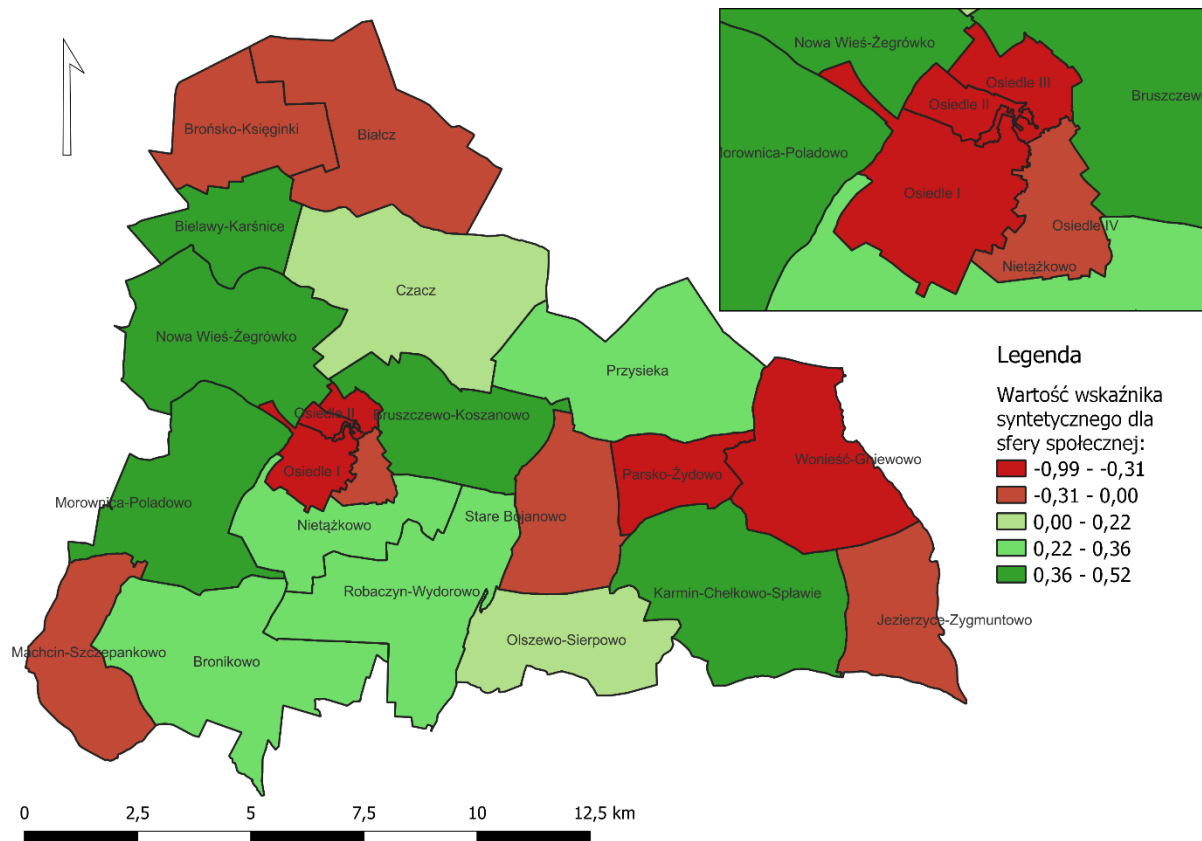 Nowa Wieś-Żegrówko
Osiedle III
Osiedle II
Bruszczewo
Morownica-Poladowo
Osiedle I
Osiedle IV
Nietążkowo
Brońsko-Księginki
Białcz
Bielawy-Karśnice
Czacz
Nowa Wieś-Żegrówko
Przysieka
Osiedle II
Bruszczewo-Koszanowo
Osiedle I
Parsko-Żydowo
Wonieść-Gniewowo
Morownica-Poladowo
Nietążkowo
Stare Bojanowo
Robaczyn-Wydorowo
Karmin-Chełkowo-Spławie
Jezierzyce-Zygmuntowo
Machcin-Szczepankowo
Bronikowo
Olszewo-Sierpowo
Legenda
Wartość wskaźnika
syntetycznego dla
sfery społecznej:
-0,99 - -0,31
-0,31 - 0,00
0,00 - 0,22
0,22 - 0,36
0,36 - 0,52
0 2,5 5 7,5 10 12,5 km